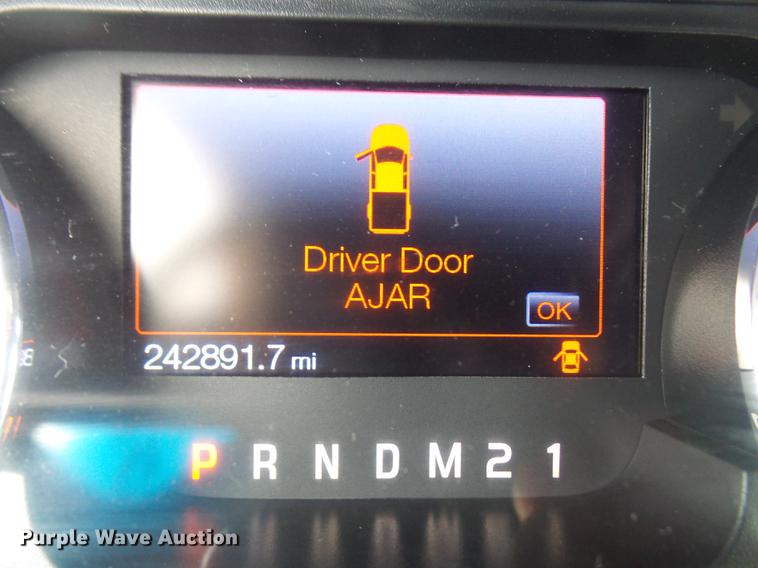 Driver Door
AJAR
OK
242891.7 mi
P R N D M 2 1
Purple Wave Auction